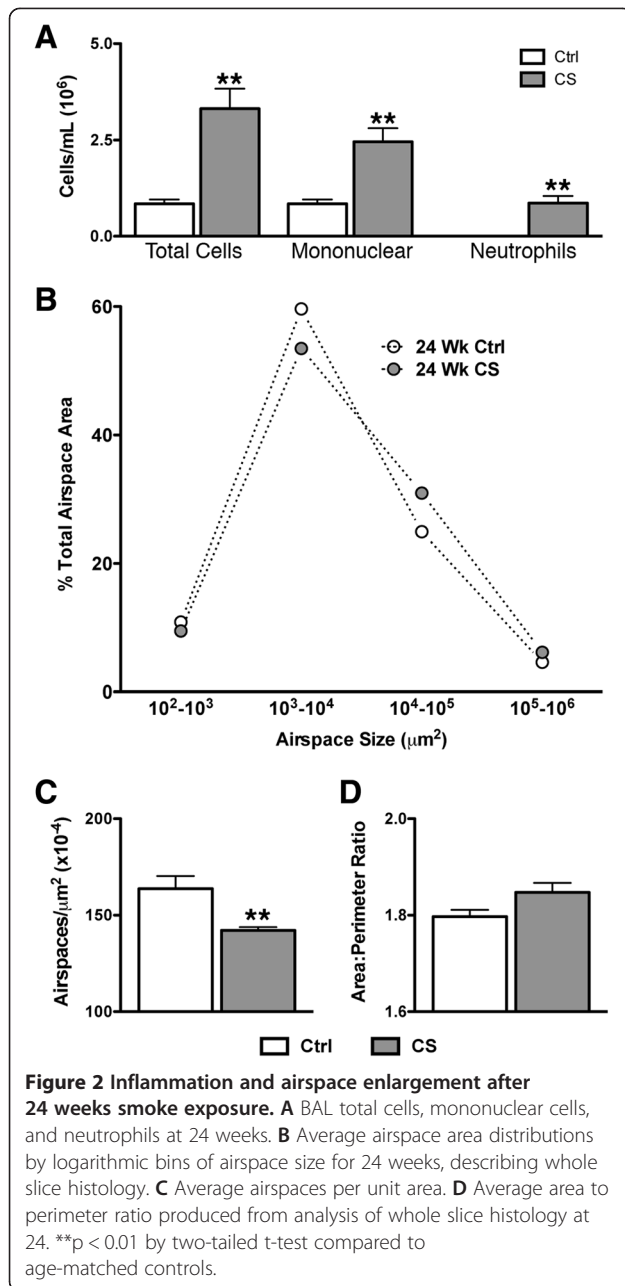 A
Ctrl
CS
Cells/mL (10⁶)
5.0
2.5
0.0
**
**
**
Total Cells Mononuclear Neutrophils
B
% Total Airspace Area
60
40
20
0
24 Wk Ctrl
24 Wk CS
10²-10³ 10³-10⁴ 10⁴-10⁵ 10⁵-10⁶
Airspace Size (µm²)
C
Airspaces/µm² (x10⁻⁴)
200
150
100
**
D
Area:Perimeter Ratio
2.0
1.8
1.6
Ctrl CS
Figure 2 Inflammation and airspace enlargement after
24 weeks smoke exposure. A BAL total cells, mononuclear cells,
and neutrophils at 24 weeks. B Average airspace area distributions
by logarithmic bins of airspace size for 24 weeks, describing whole
slice histology. C Average airspaces per unit area. D Average area to
perimeter ratio produced from analysis of whole slice histology at
24. **p < 0.01 by two-tailed t-test compared to
age-matched controls.